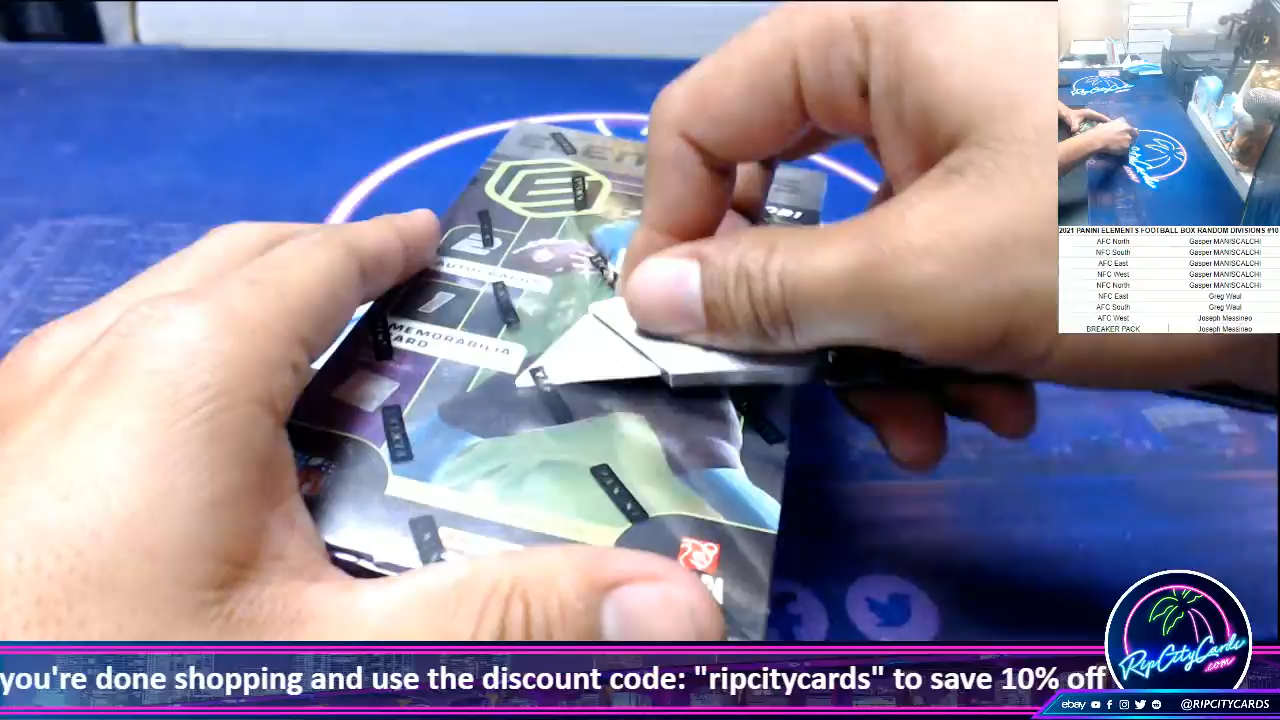 2021 PANINI ELEMENTS FOOTBALL BOX RANDOM DIVISIONS #10
AFC North Gasper MANISCALCHI
NFC South Gasper MANISCALCHI
AFC East Gasper MANISCALCHI
NFC West Gasper MANISCALCHI
NFC North Gasper MANISCALCHI
NFC East Greg Waul
AFC South Greg Waul
AFC West Joseph Messineo
BREAKER PACK Joseph Messineo
2
1
MEMORABILIA
CARD
you're done shopping and use the discount code: "ripcitycards" to save 10% off
RipCityCards
.com
ebay
@RIPCITYCARDS